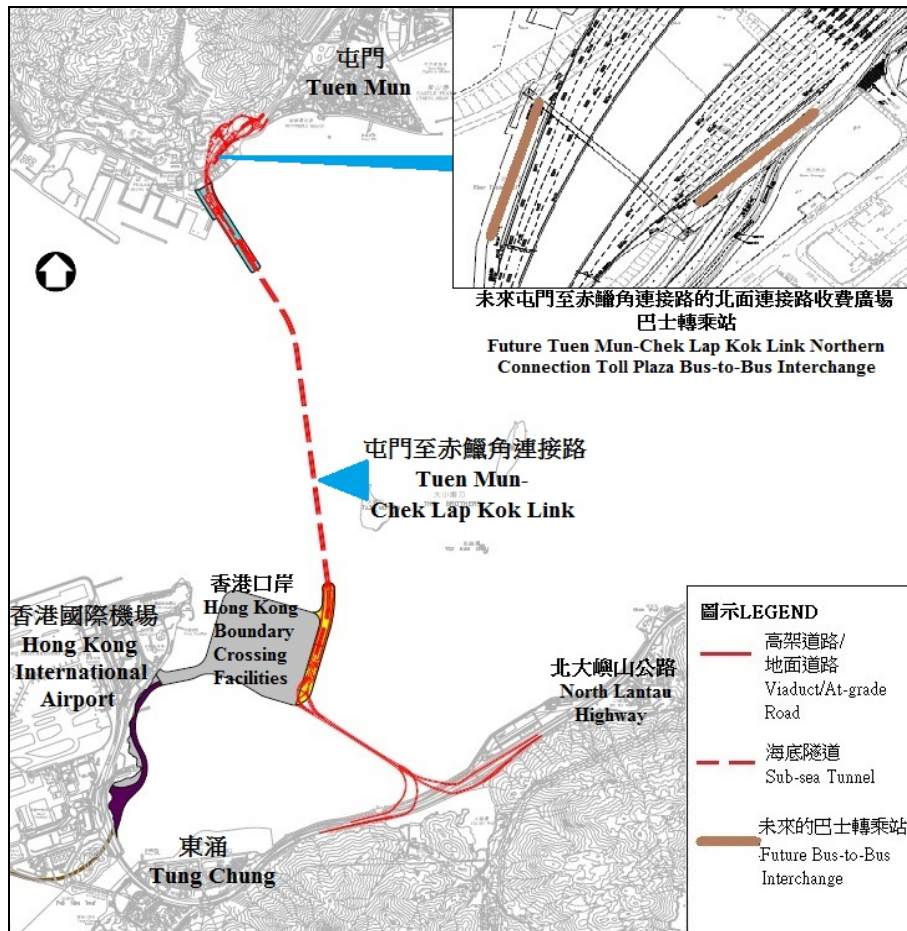 屯門
Tuen Mun
未來屯門至赤鱲角連接路的北面連接路收費廣場
巴士轉乘站
Future Tuen Mun-Chek Lap Kok Link Northern
Connection Toll Plaza Bus-to-Bus Interchange
屯門至赤鱲角連接路
Tuen Mun-
Chek Lap Kok Link
香港口岸
Hong Kong
Boundary
Crossing
Facilities
香港國際機場
Hong Kong
International
Airport
北大嶼山公路
North Lantau
Highway
東涌
Tung Chung
圖示LEGEND
高架道路/
地面道路
Viaduct/At-grade
Road
海底隧道
Sub-sea Tunnel
未來的巴士轉乘站
Future Bus-to-Bus
Interchange